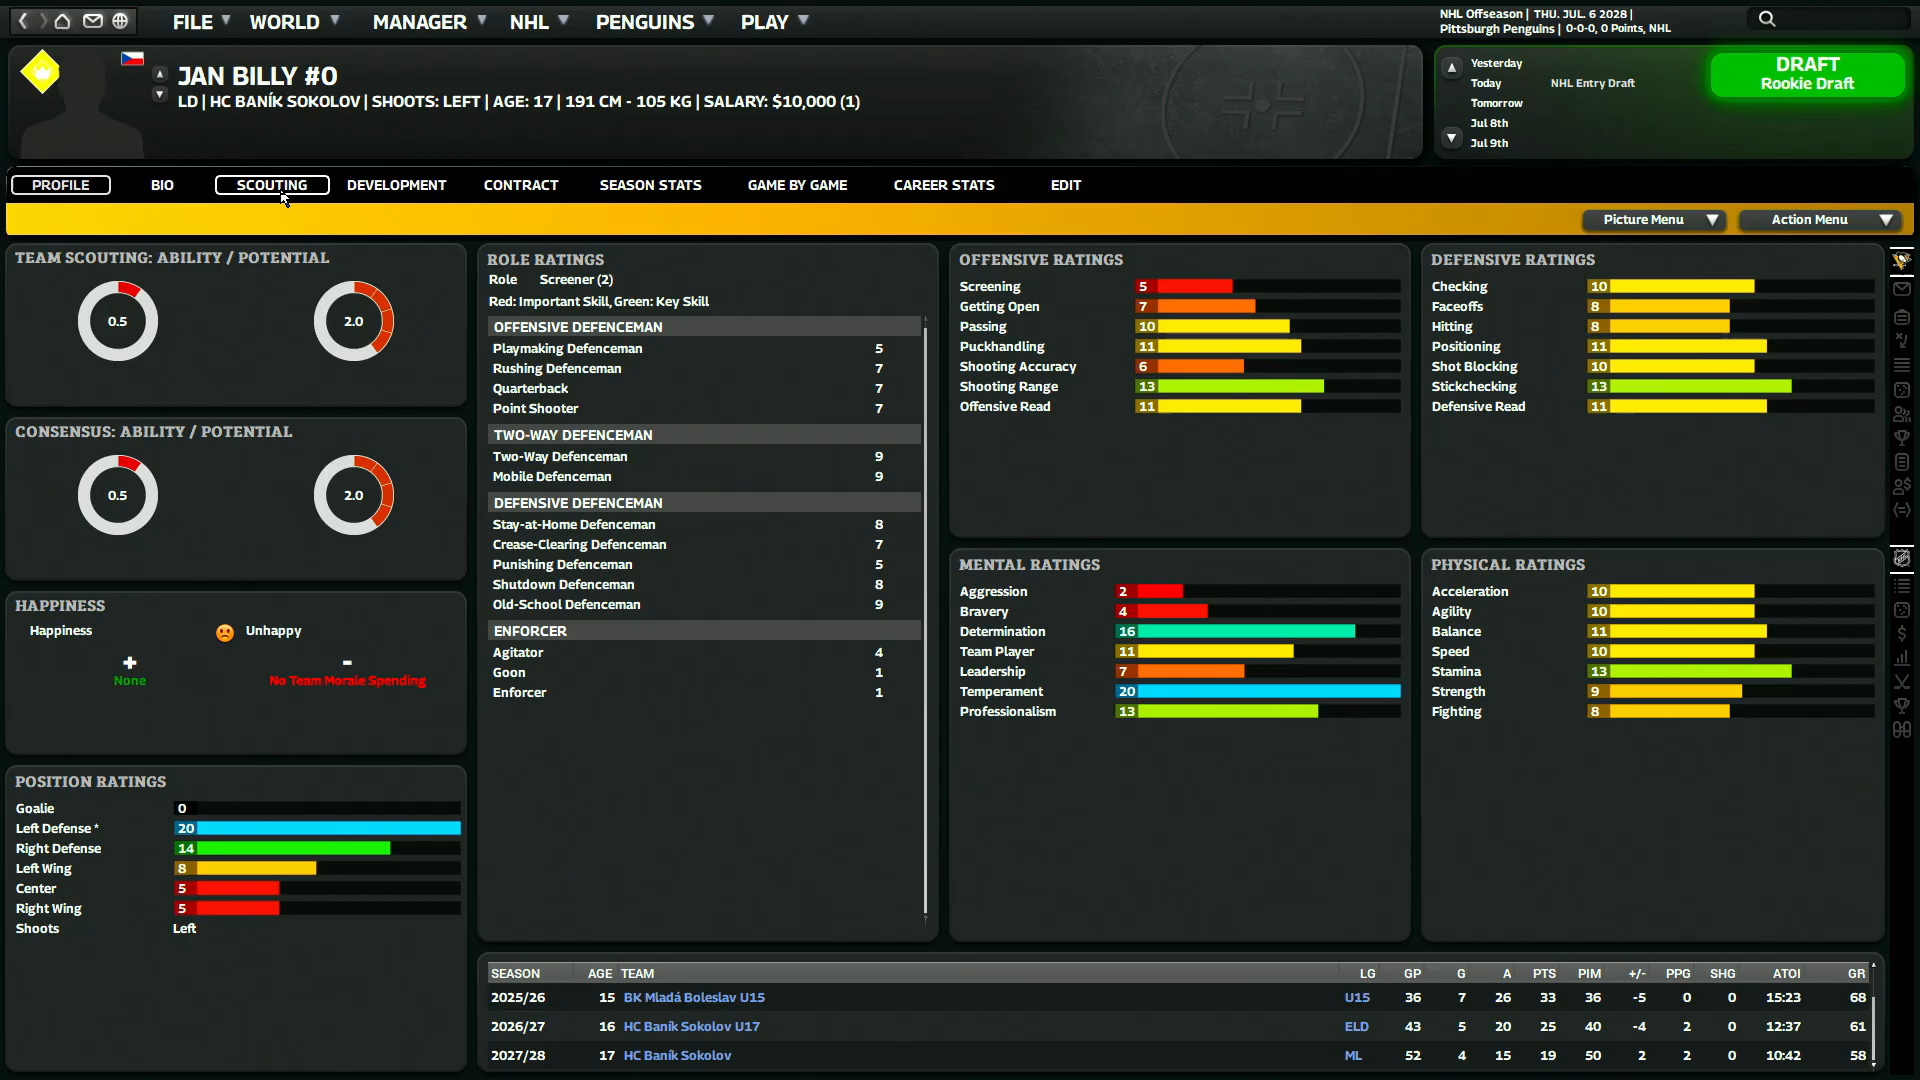 FILE WORLD MANAGER NHL PENGUINS PLAY
NHL Offseason | THU. JUL. 6 2028 |
Pittsburgh Penguins | 0-0-0, 0 Points, NHL
JAN BILLY #0
LD | HC BANÍK SOKOLOV | SHOOTS: LEFT | AGE: 17 | 191 CM - 105 KG | SALARY: $10,000 (1)
Yesterday
Today NHL Entry Draft
Tomorrow
Jul 8th
Jul 9th
DRAFT
Rookie Draft
PROFILE BIO SCOUTING DEVELOPMENT CONTRACT SEASON STATS GAME BY GAME CAREER STATS EDIT
Picture Menu Action Menu
TEAM SCOUTING: ABILITY / POTENTIAL
0.5 2.0
CONSENSUS: ABILITY / POTENTIAL
0.5 2.0
HAPPINESS
Happiness Unhappy
+ -
None No Team Morale Spending
POSITION RATINGS
Goalie 0
Left Defense * 20
Right Defense 14
Left Wing 8
Center 5
Right Wing 5
Shoots Left
ROLE RATINGS
Role Screener (2)
Red: Important Skill, Green: Key Skill
OFFENSIVE DEFENCEMAN
Playmaking Defenceman 5
Rushing Defenceman 7
Quarterback 7
Point Shooter 7
TWO-WAY DEFENCEMAN
Two-Way Defenceman 9
Mobile Defenceman 9
DEFENSIVE DEFENCEMAN
Stay-at-Home Defenceman 8
Crease-Clearing Defenceman 7
Punishing Defenceman 5
Shutdown Defenceman 8
Old-School Defenceman 9
ENFORCER
Agitator 4
Goon 1
Enforcer 1
OFFENSIVE RATINGS
Screening 5
Getting Open 7
Passing 10
Puckhandling 11
Shooting Accuracy 6
Shooting Range 13
Offensive Read 11
DEFENSIVE RATINGS
Checking 10
Faceoffs 8
Hitting 8
Positioning 11
Shot Blocking 10
Stickchecking 13
Defensive Read 11
MENTAL RATINGS
Aggression 2
Bravery 4
Determination 16
Team Player 11
Leadership 7
Temperament 20
Professionalism 13
PHYSICAL RATINGS
Acceleration 10
Agility 10
Balance 11
Speed 10
Stamina 13
Strength 9
Fighting 8
SEASON AGE TEAM LG GP G A PTS PIM +/- PPG SHG ATOI GR
2025/26 15 BK Mladá Boleslav U15 U15 36 7 26 33 36 -5 0 0 15:23 68
2026/27 16 HC Baník Sokolov U17 ELD 43 5 20 25 40 -4 2 0 12:37 61
2027/28 17 HC Baník Sokolov ML 52 4 15 19 50 2 2 0 10:42 58